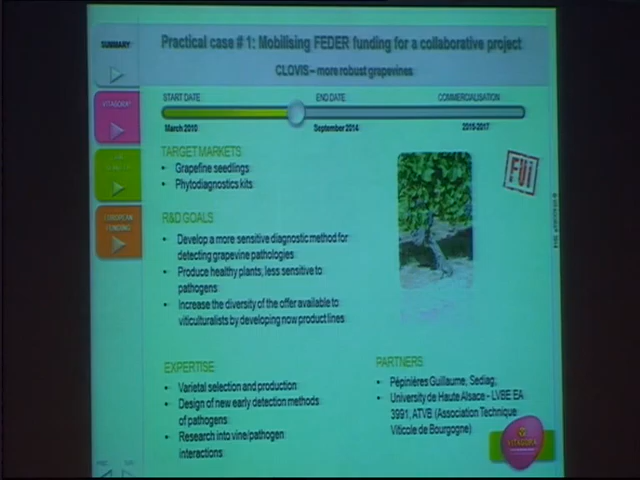 SUMMARY
Practical case # 1: Mobilising FEDER funding for a collaborative project
CLOVIS – more robust grapevines
VITAGORA
EUROPEAN
FUNDING
START DATE
END DATE
COMMERCIALISATION
March 2010
September 2014
2015-2017
TARGET MARKETS
• Grapefine seedlings
• Phytodiagnostics kits
FUI
R&D GOALS
• Develop a more sensitive diagnostic method for
detecting grapevine pathologies
• Produce healthy plants, less sensitive to
pathogens
• Increase the diversity of the offer available to
viticulturalists by developing now product lines
EXPERTISE
• Varietal selection and production
• Design of new early detection methods
of pathogens
• Research into vine/pathogen
interactions
PARTNERS
• Pépinières Guillaume, Sediag,
• University de Haute Alsace - LVBE EA
3991, ATVB (Association Technique
Viticole de Bourgogne)
VITAGORA